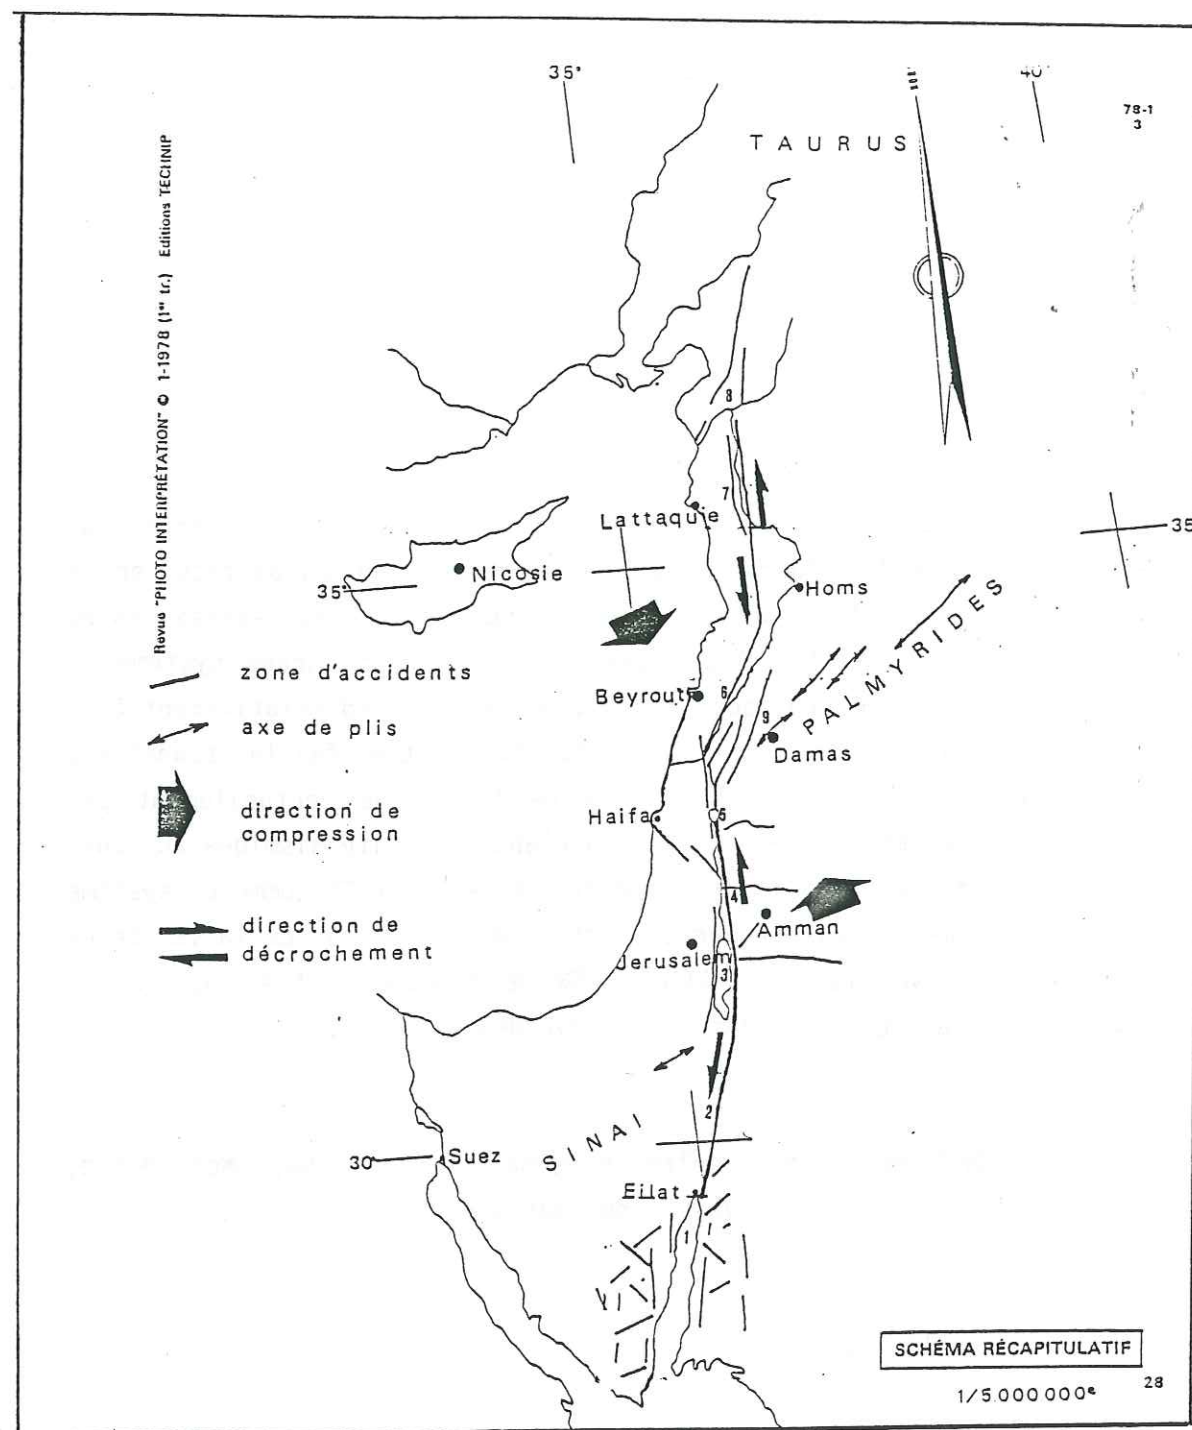 35°
40°
78-1
3
TAURUS
Revue "PHOTO INTERPRÉTATION" © 1-1978 (1er tr.) Editions TECHNIP
8
7
Lattaquie
35
Nicosie
35°
Homs
PALMYRIDES
zone d'accidents
Beyrout
6
9
axe de plis
Damas
direction de
compression
Haifa
5
4
Amman
direction de
décrochement
Jerusalem
3
2
SINAI
30°
Suez
Eilat
1
SCHÉMA RÉCAPITULATIF
1/5.000 000e
28